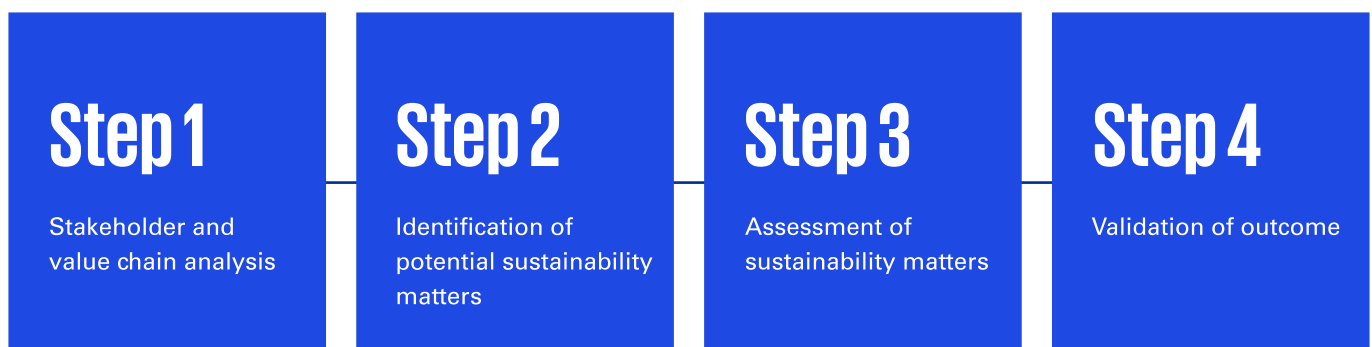 Step 1
Stakeholder and
value chain analysis
Step 2
Identification of
potential sustainability
matters
Step 3
Assessment of
sustainability matters
Step 4
Validation of outcome